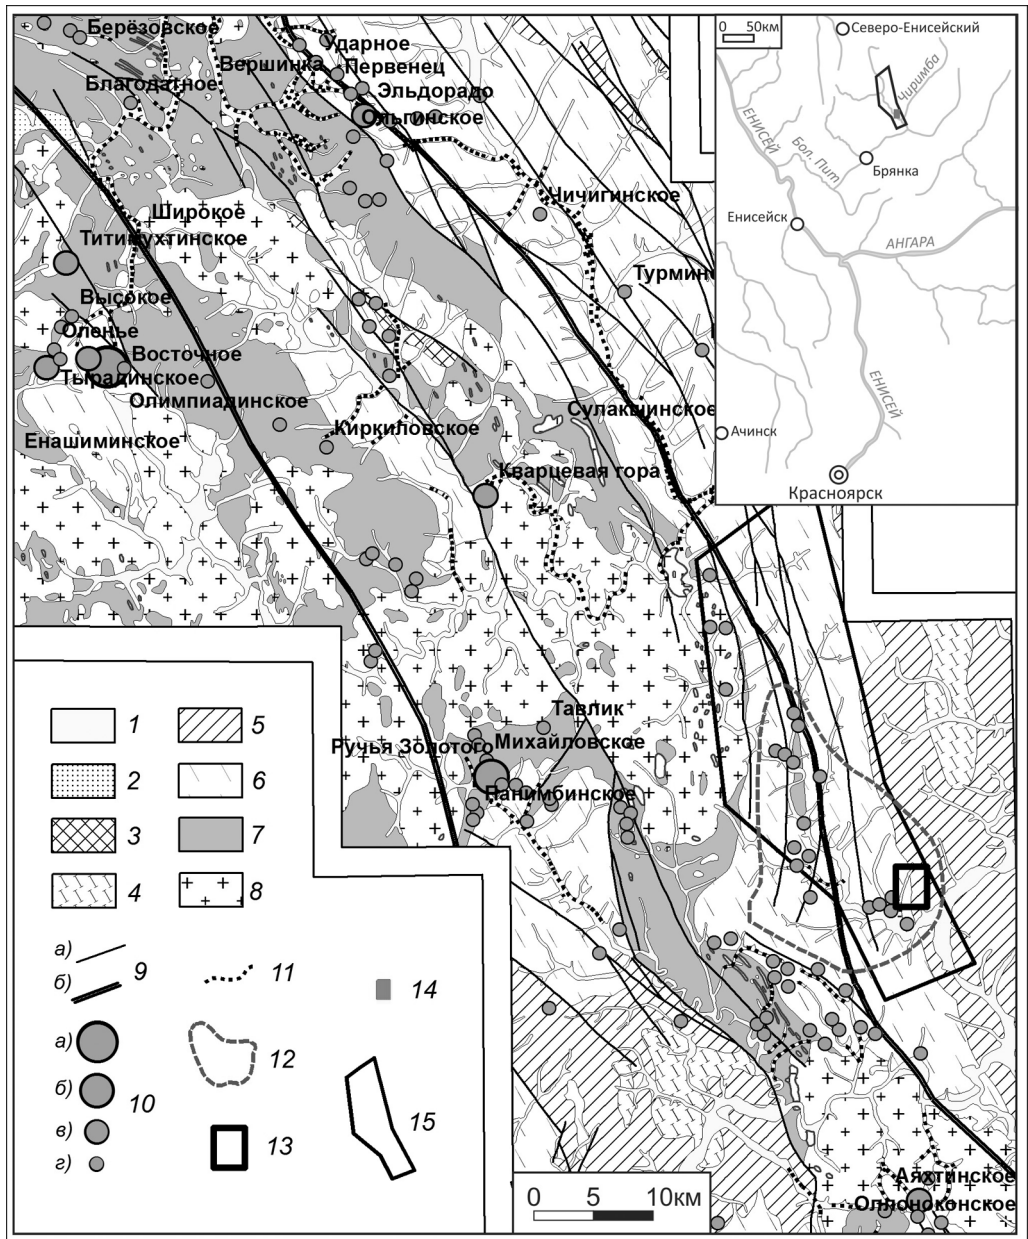 Берёзовское
Ударное
Вершинка
Первенец
Благодатное
Эльдорадо
Ольгинское
Чичигинское
Широкое
Титимухтинское
Высокое
Оленье
Восточное
Тырадинское
Олимпиадинское
Енашиминское
Киркиловское
Кварцевая гора
Тавлик
Ручья Золотого
Михайловское
Панимбинское
Аяхтинское
0 50км
Северо-Енисейский
Чиримба
ЕНИСЕЙ
Бол. Пит
Брянка
Енисейск
АНГАРА
ЕНИСЕЙ
Ачинск
Красноярск
1
2
3
4
5
6
7
8
а)
б)
9
а)
б)
в)
г)
10
11
12
13
14
15
0 5 10км